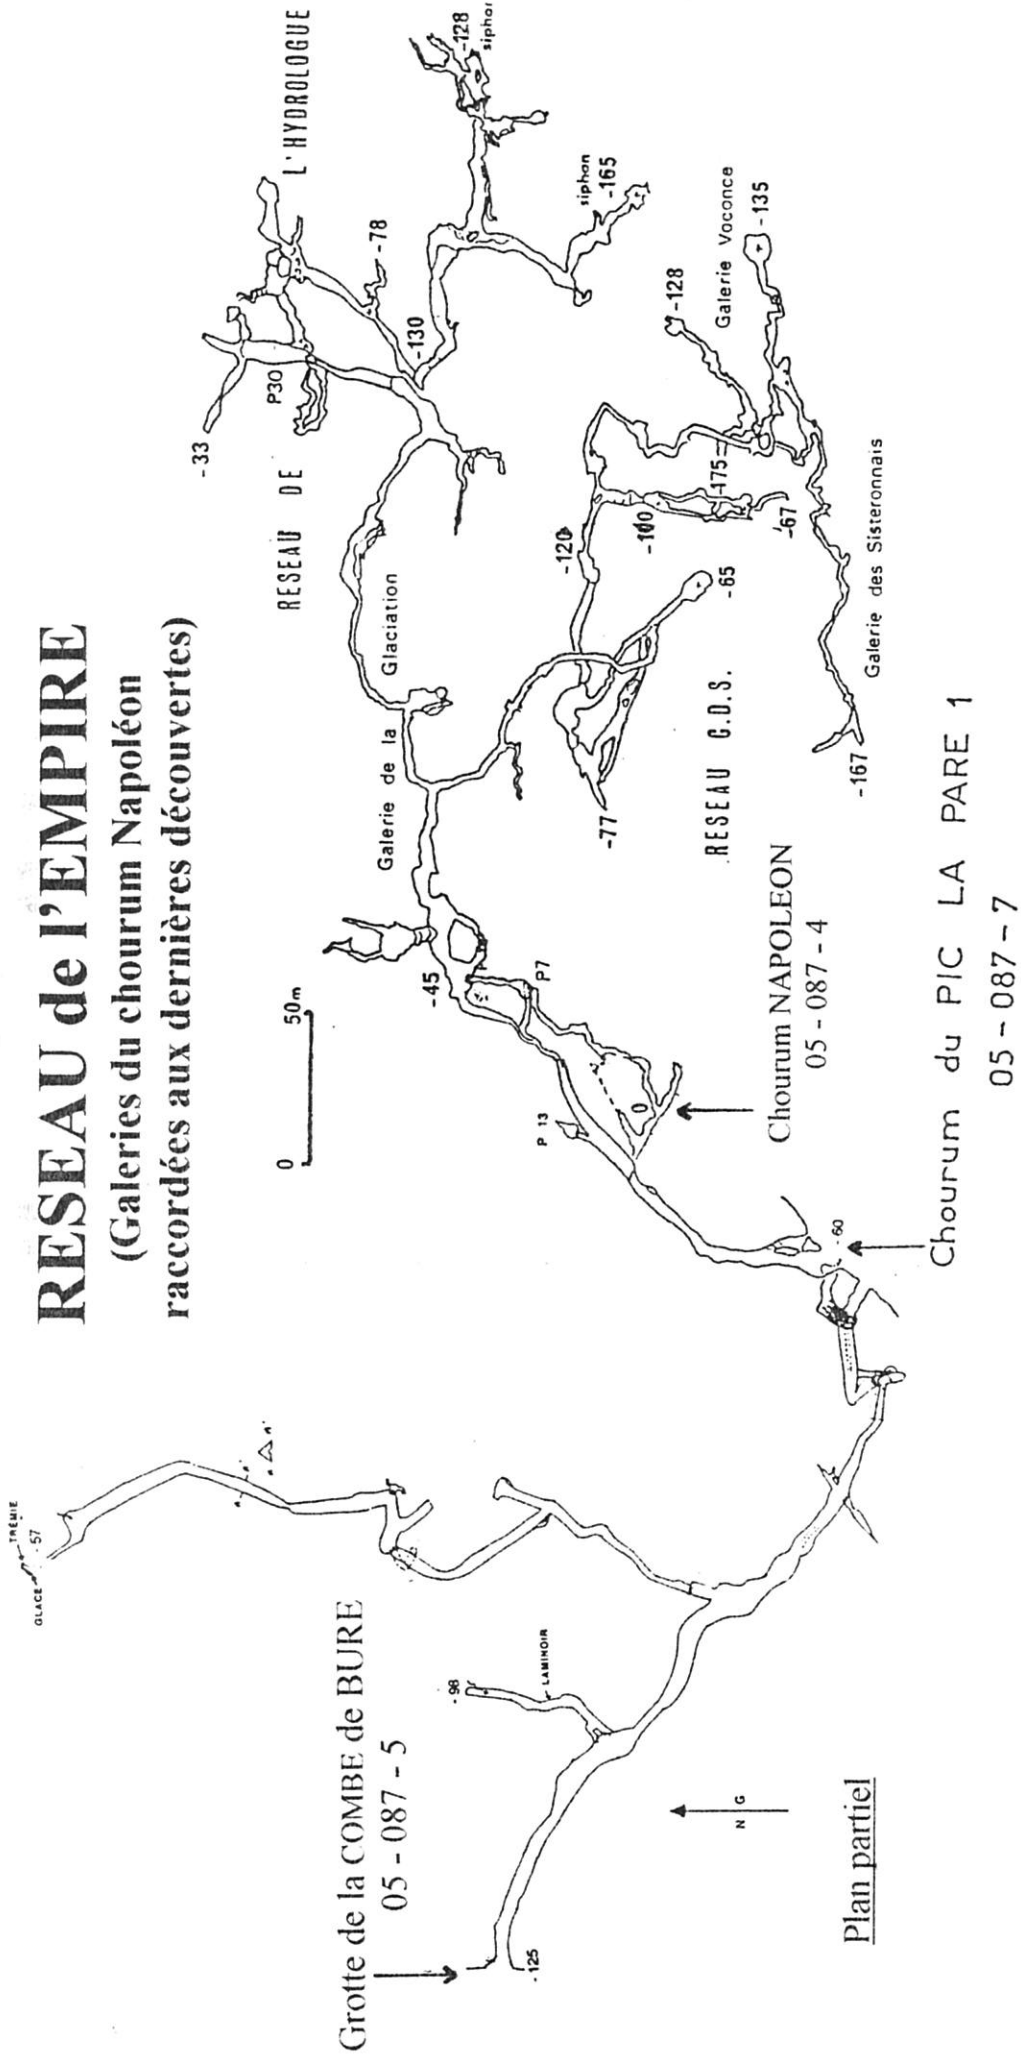 RESEAU de l'EMPIRE
(Galeries du chourum Napoléon
raccordées aux dernières découvertes)
GLACE
TRÉMIE
-57
Grotte de la COMBE de BURE
05 - 087 - 5
-125
-98
LAMINOIR
N G
Plan partiel
0 50m
P 13
-45
P7
0
Chourum NAPOLEON
05 - 087 - 4
-60
Chourum du PIC LA PARE 1
05 - 087 - 7
Galerie de la Glaciation
RESEAU DE L'HYDROLOGUE
-33
P30
-78
-130
-128
siphon
-165
RESEAU C.D.S.
-77
-65
-120
-100
-175
-67
-128
Galerie Voconce
-135
Galerie des Sisteronnais
-167